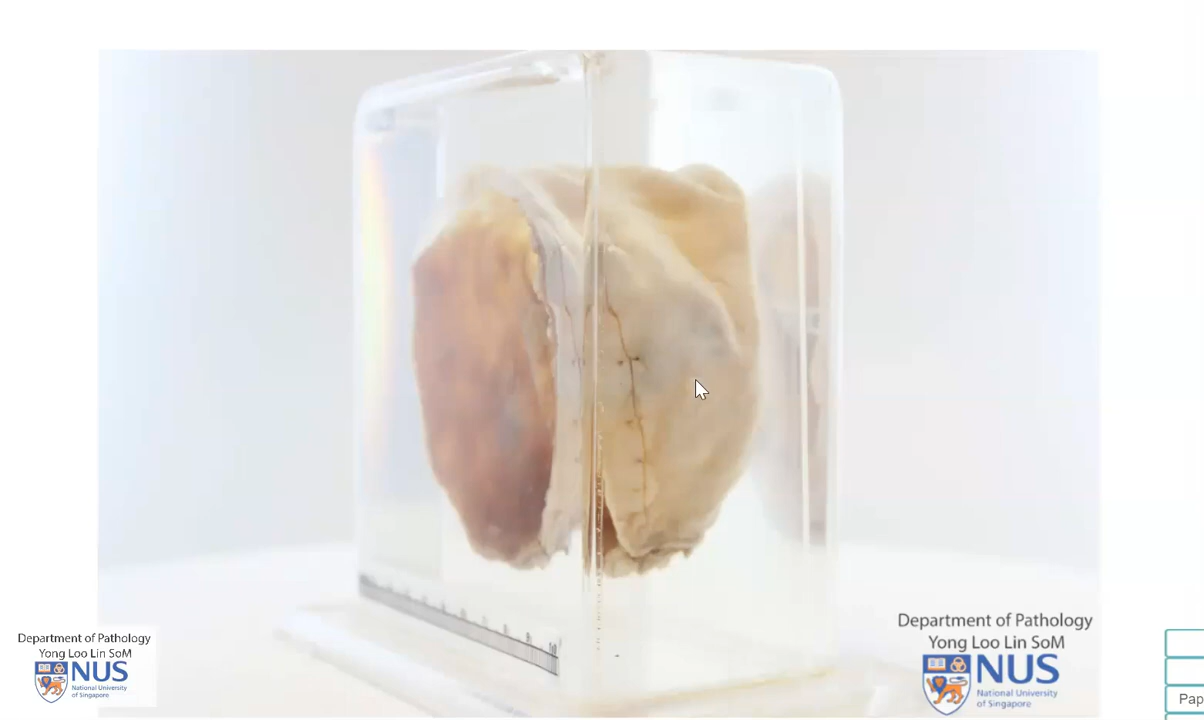 Department of Pathology
Yong Loo Lin SoM
NUS
National University
of Singapore
Department of Pathology
Yong Loo Lin SoM
NUS
National University
of Singapore
Pap